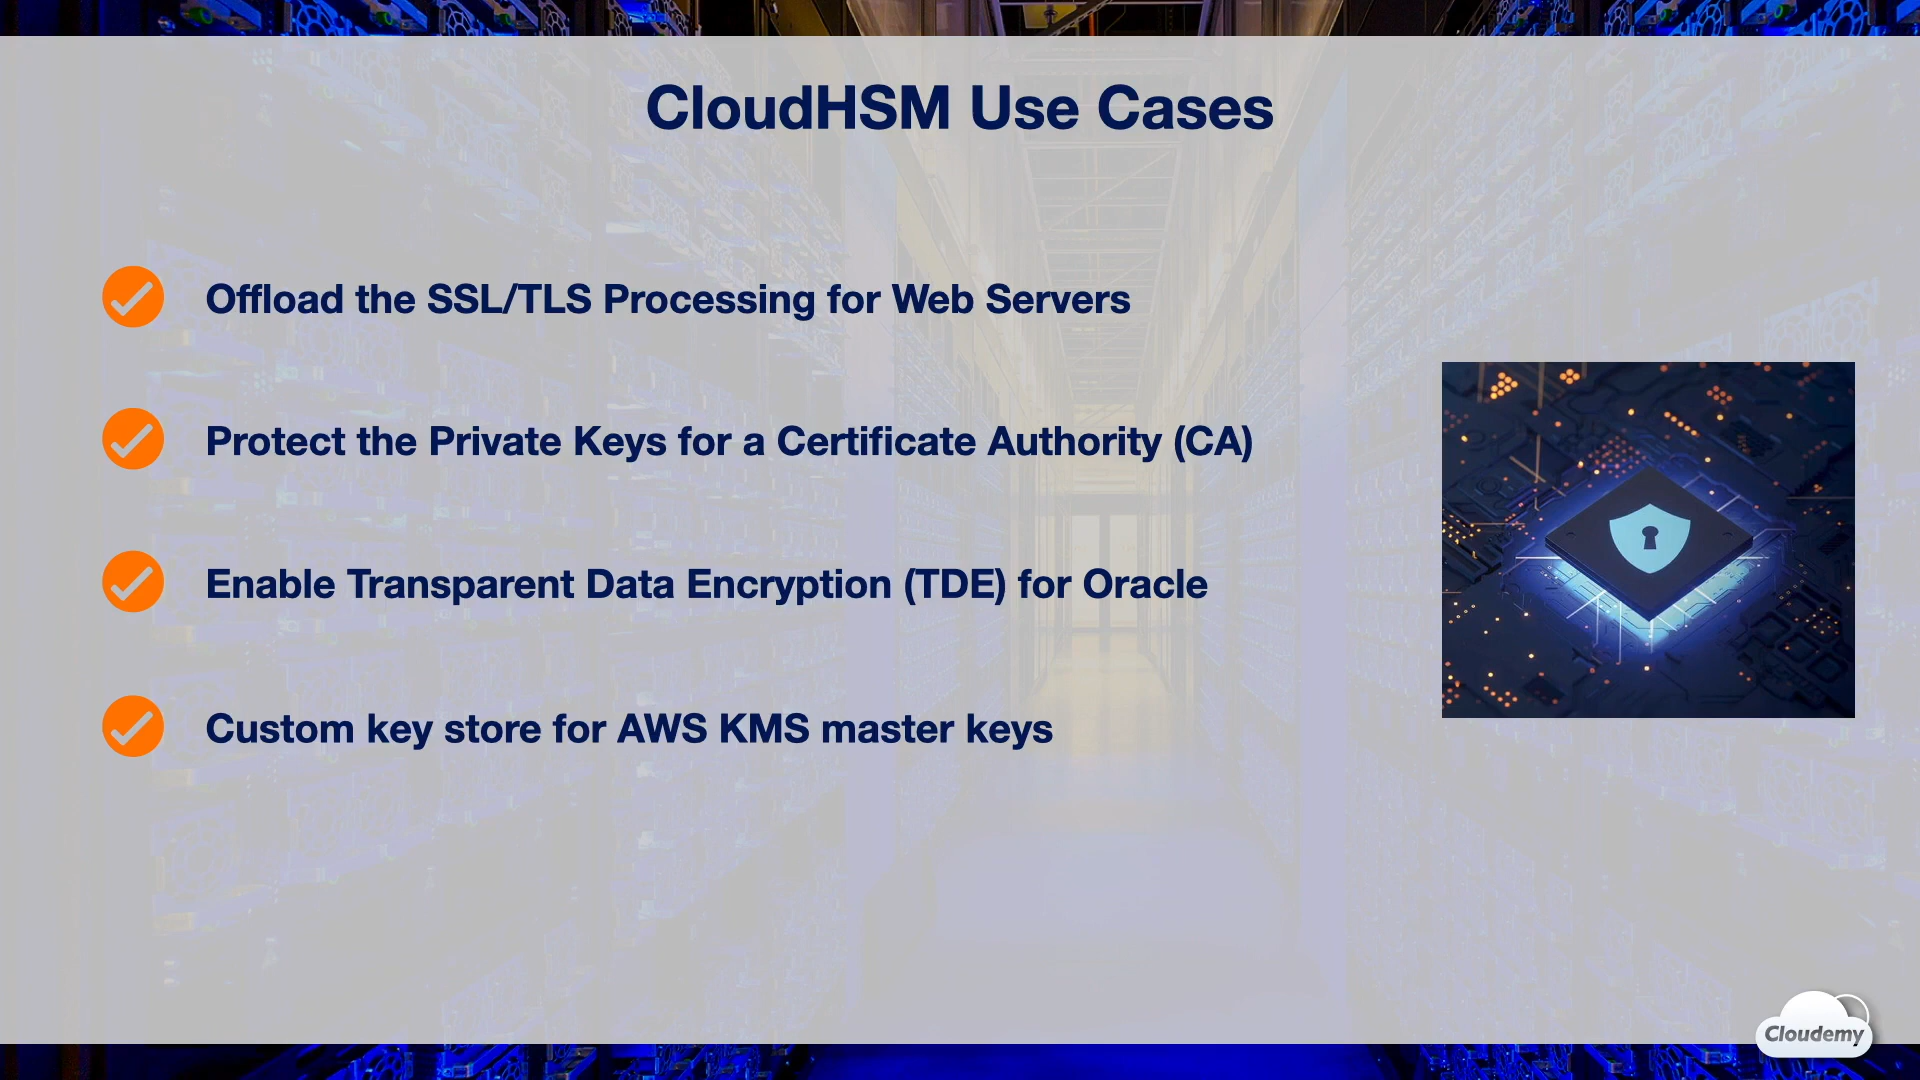 CloudHSM Use Cases
Offload the SSL/TLS Processing for Web Servers
Protect the Private Keys for a Certificate Authority (CA)
Enable Transparent Data Encryption (TDE) for Oracle
Custom key store for AWS KMS master keys
Cloudemy